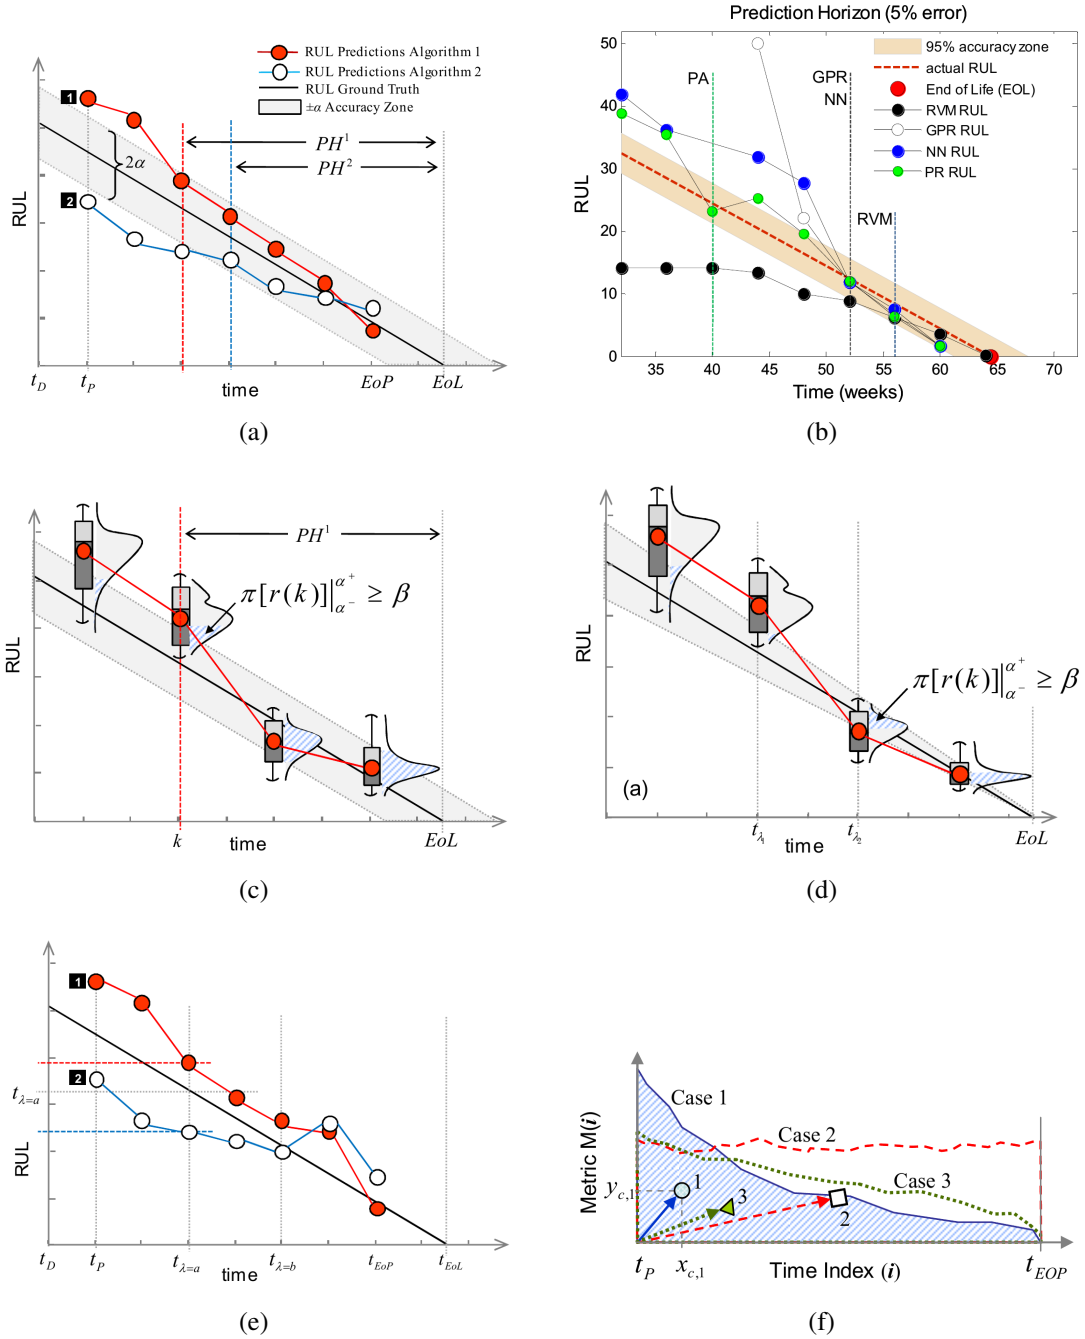 RUL Predictions Algorithm 1
RUL Predictions Algorithm 2
RUL Ground Truth
±α Accuracy Zone
1
2
2α
PH¹
PH²
RUL
t_D
t_P
time
EoP
EoL
(a)
Prediction Horizon (5% error)
95% accuracy zone
actual RUL
End of Life (EOL)
RVM RUL
GPR RUL
NN RUL
PR RUL
PA
GPR
NN
RVM
50
40
30
20
10
0
RUL
35 40 45 50 55 60 65 70
Time (weeks)
(b)
PH¹
π[r(k)]|α⁺ α⁻ ≥ β
RUL
k
time
EoL
(c)
π[r(k)]|α⁺ α⁻ ≥ β
RUL
(a)
t_λ₁
time
t_λ₂
EoL
(d)
1
2
t_λ=a
RUL
t_D
t_P
t_λ=a
time
t_λ=b
t_EoP
t_EoL
(e)
Case 1
Case 2
Case 3
Metric M(i)
y_c,1
1
3
2
t_P
x_c,1
Time Index (i)
t_EOP
(f)